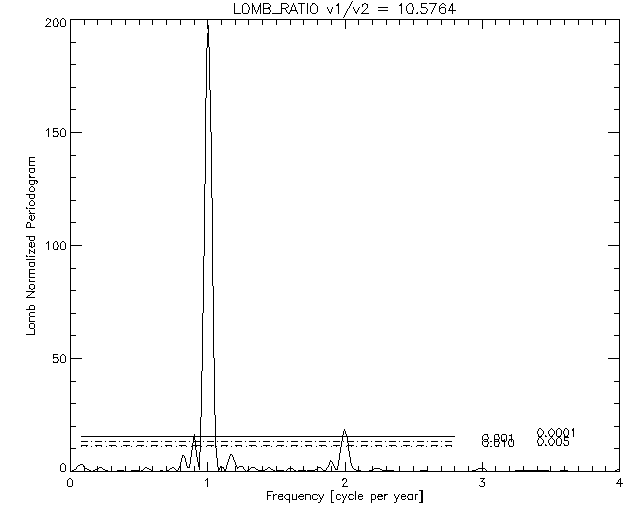 LOMB_RATIO v1/v2 = 10.5764
200
150
100
50
0
Lomb Normalized Periodogram
0.001 0.0001
0.010 0.005
0 1 2 3 4
Frequency [cycle per year]